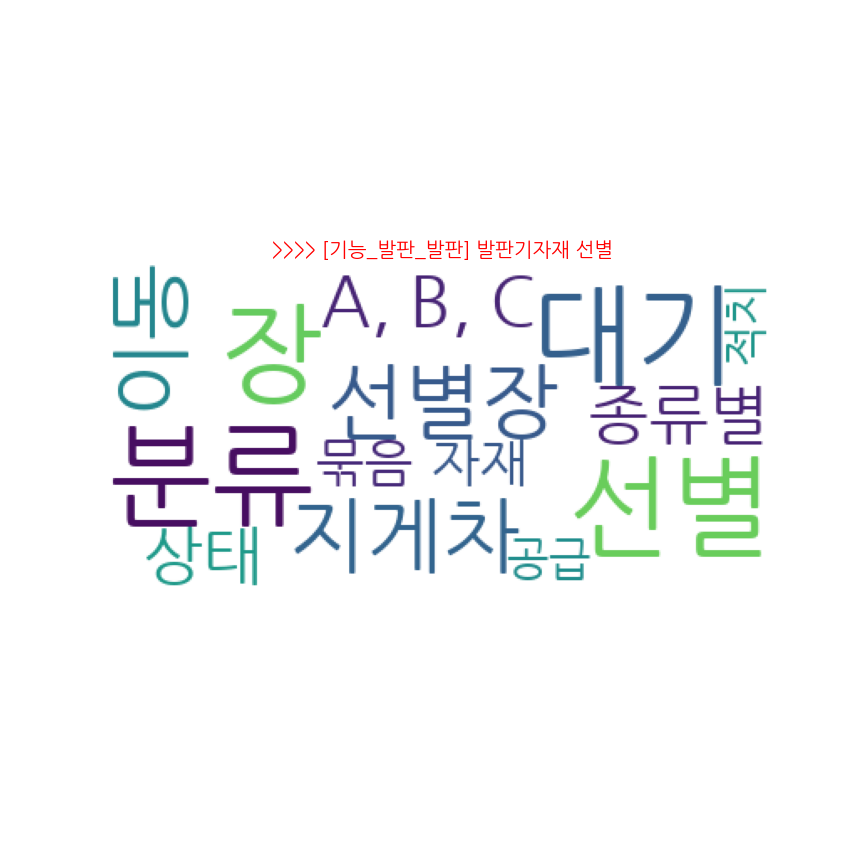 >>>> [기능_발판_발판] 발판기자재 선별
이동
장
A, B, C
대기
적치
선별장
종류별
분류
묶음
자재
선별
상태
지게차
공급